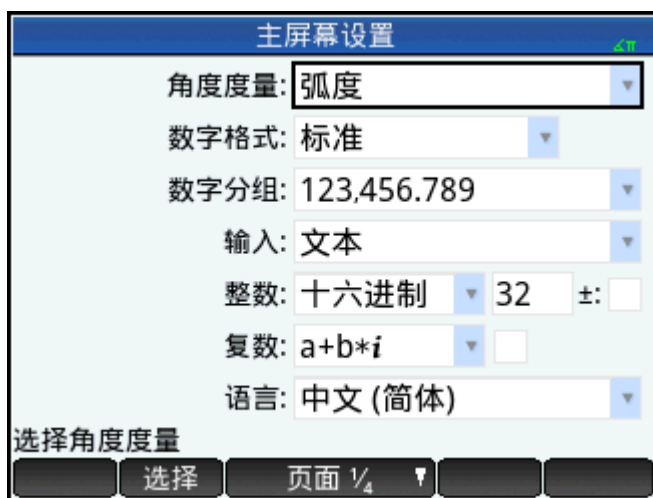 主屏幕设置 ∡π
角度度量: 弧度
数字格式: 标准
数字分组: 123,456.789
输入: 文本
整数: 十六进制 32 ±:
复数: a+b*i
语言: 中文 (简体)
选择角度度量
选择 页面 ¼